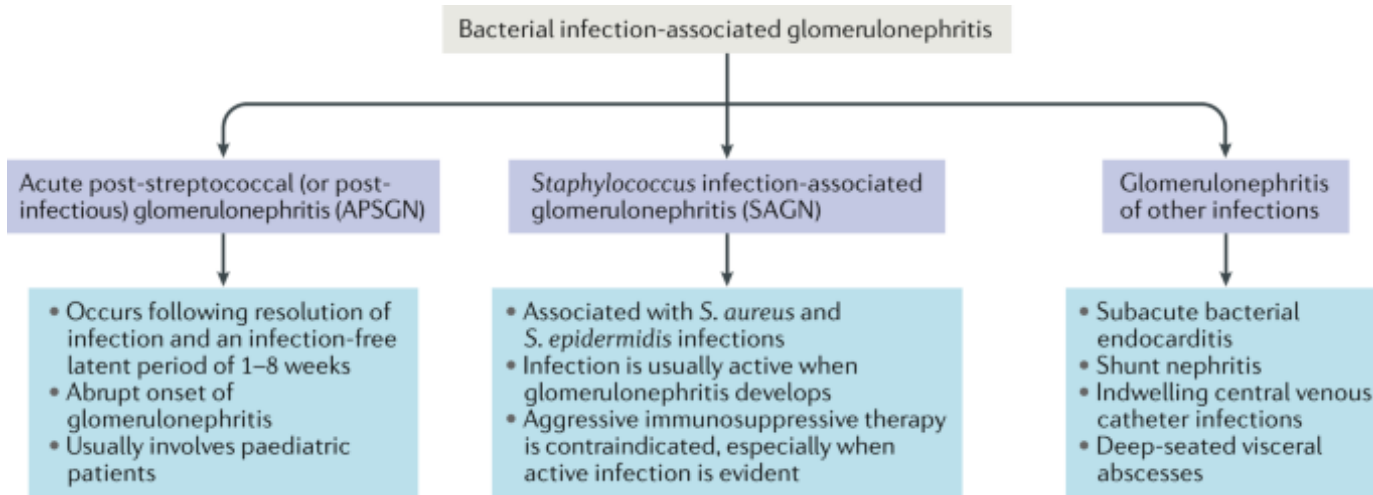 Bacterial infection-associated glomerulonephritis
Acute post-streptococcal (or post-
infectious) glomerulonephritis (APSGN)
• Occurs following resolution of
infection and an infection-free
latent period of 1–8 weeks
• Abrupt onset of
glomerulonephritis
• Usually involves paediatric
patients
Staphylococcus infection-associated
glomerulonephritis (SAGN)
• Associated with S. aureus and
S. epidermidis infections
• Infection is usually active when
glomerulonephritis develops
• Aggressive immunosuppressive therapy
is contraindicated, especially when
active infection is evident
Glomerulonephritis
of other infections
• Subacute bacterial
endocarditis
• Shunt nephritis
• Indwelling central venous
catheter infections
• Deep-seated visceral
abscesses